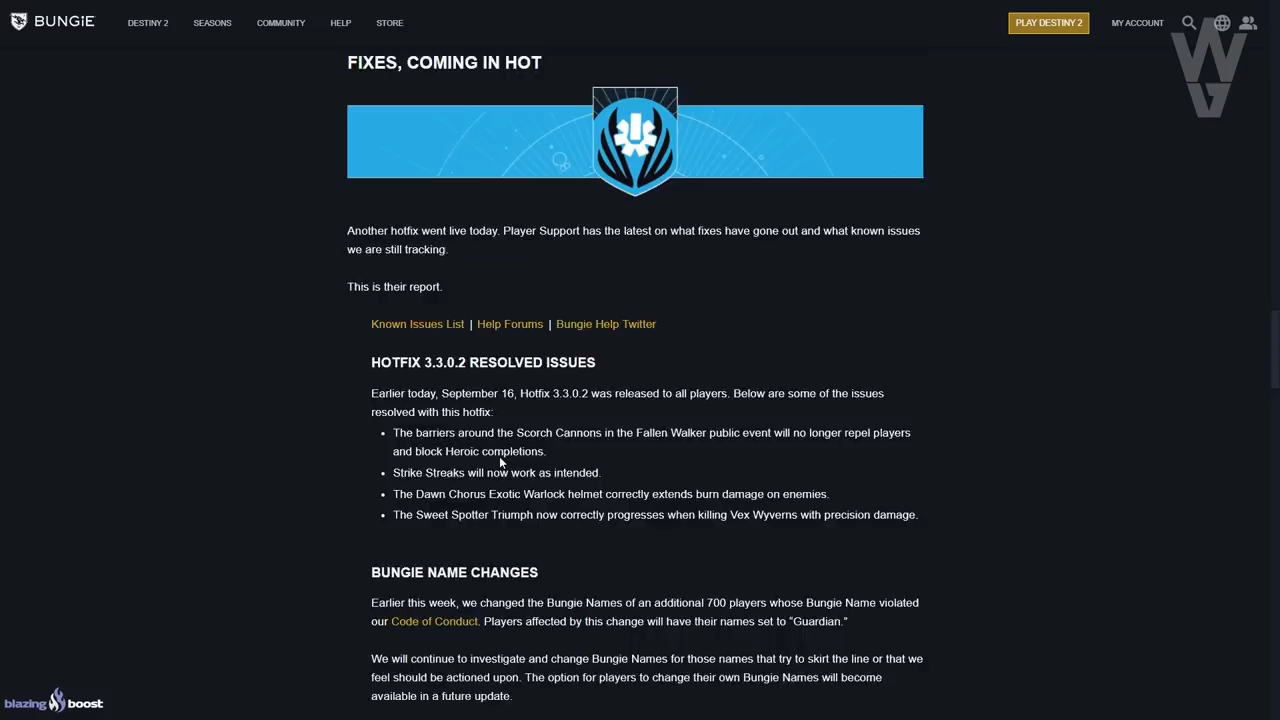 BUNGIE
DESTINY 2
SEASONS
COMMUNITY
HELP
STORE
PLAY DESTINY 2
MY ACCOUNT
FIXES, COMING IN HOT
Another hotfix went live today. Player Support has the latest on what fixes have gone out and what known issues
we are still tracking.
This is their report.
Known Issues List | Help Forums | Bungie Help Twitter
HOTFIX 3.3.0.2 RESOLVED ISSUES
Earlier today, September 16, Hotfix 3.3.0.2 was released to all players. Below are some of the issues
resolved with this hotfix:
• The barriers around the Scorch Cannons in the Fallen Walker public event will no longer repel players
and block Heroic completions.
• Strike Streaks will now work as intended.
• The Dawn Chorus Exotic Warlock helmet correctly extends burn damage on enemies.
• The Sweet Spotter Triumph now correctly progresses when killing Vex Wyverns with precision damage.
BUNGIE NAME CHANGES
Earlier this week, we changed the Bungie Names of an additional 700 players whose Bungie Name violated
our Code of Conduct. Players affected by this change will have their names set to “Guardian.”
We will continue to investigate and change Bungie Names for those names that try to skirt the line or that we
feel should be actioned upon. The option for players to change their own Bungie Names will become
available in a future update.
blazing boost